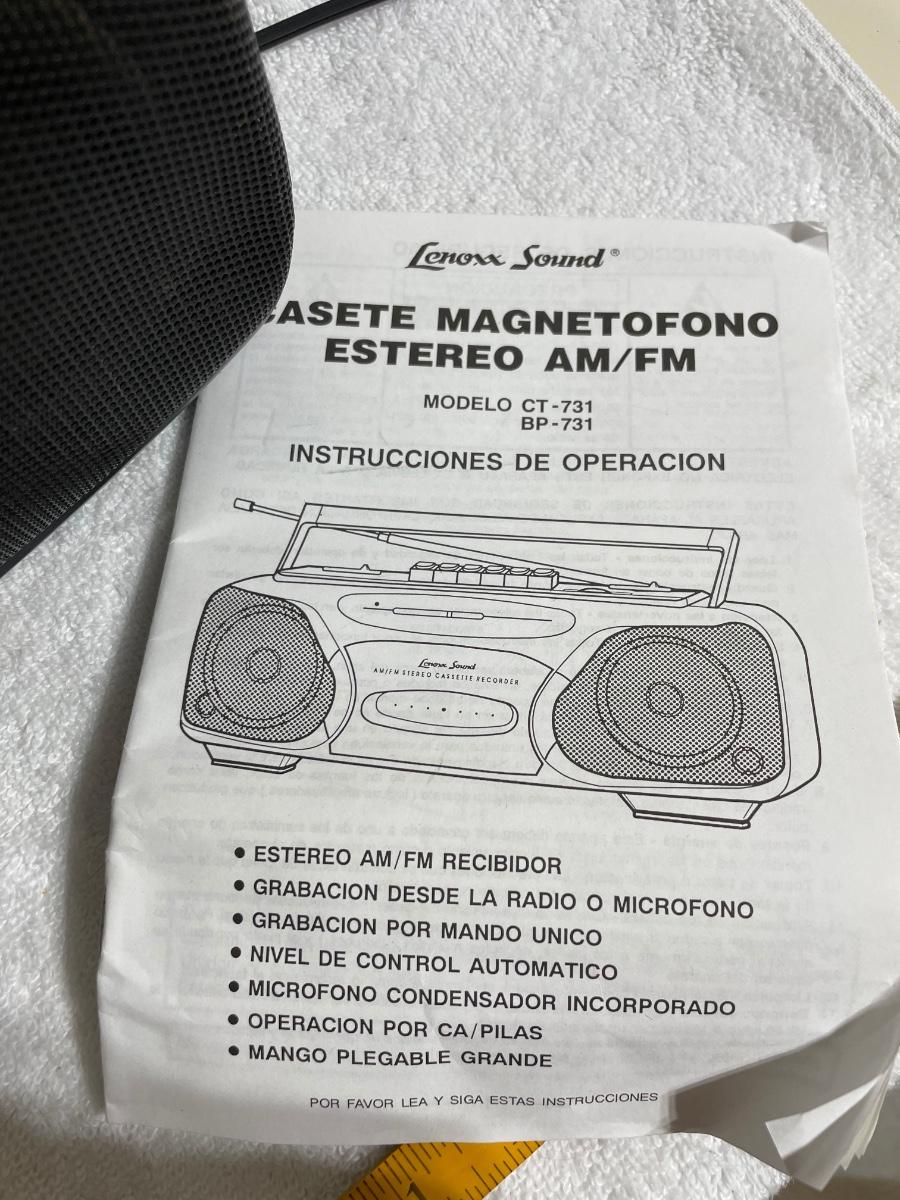 Lenoxx Sound®
CASETE MAGNETOFONO
ESTEREO AM/FM
MODELO CT-731
BP-731
INSTRUCCIONES DE OPERACION
Lenoxx Sound
AM/FM STEREO CASSETTE RECORDER
• ESTEREO AM/FM RECIBIDOR
• GRABACION DESDE LA RADIO O MICROFONO
• GRABACION POR MANDO UNICO
• NIVEL DE CONTROL AUTOMATICO
• MICROFONO CONDENSADOR INCORPORADO
• OPERACION POR CA/PILAS
• MANGO PLEGABLE GRANDE
POR FAVOR LEA Y SIGA ESTAS INSTRUCCIONES
1